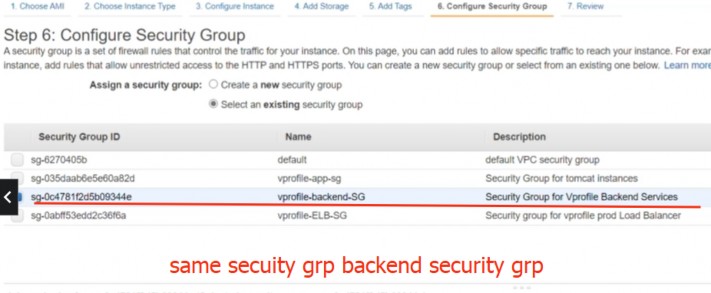 1. Choose AMI 2. Choose Instance Type 3. Configure Instance 4. Add Storage 5. Add Tags 6. Configure Security Group 7. Review
Step 6: Configure Security Group
A security group is a set of firewall rules that control the traffic for your instance. On this page, you can add rules to allow specific traffic to reach your instance. For exar
instance, add rules that allow unrestricted access to the HTTP and HTTPS ports. You can create a new security group or select from an existing one below. Learn more
Assign a security group: Create a new security group
Select an existing security group
Security Group ID Name Description
sg-6270405b default default VPC security group
sg-035daab6e5e60a82d vprofile-app-sg Security Group for tomcat instances
sg-0c4781f2d5b09344e vprofile-backend-SG Security Group for Vprofile Backend Services
sg-0abff53edd2c36f6a vprofile-ELB-SG Security group for vprofile prod Load Balancer
same secuity grp backend security grp